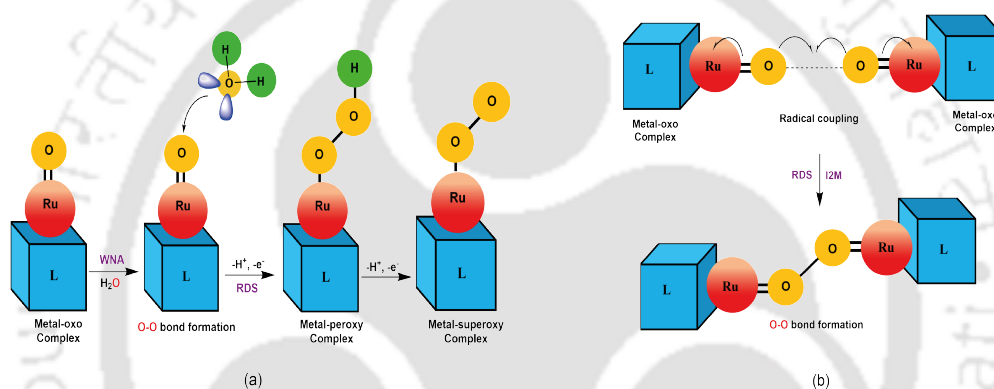 H
O
H
O
Ru
L
Metal-oxo
Complex
WNA
H₂O
O
Ru
L
O-O bond formation
-H⁺, -e⁻
RDS
H
O
O
Ru
L
Metal-peroxy
Complex
-H⁺, -e⁻
O
O
Ru
L
Metal-superoxy
Complex
(a)
L
Ru
O
O
Ru
L
Metal-oxo
Complex
Radical coupling
Metal-oxo
Complex
RDS
I2M
L
Ru
O
O
Ru
L
O-O bond formation
(b)